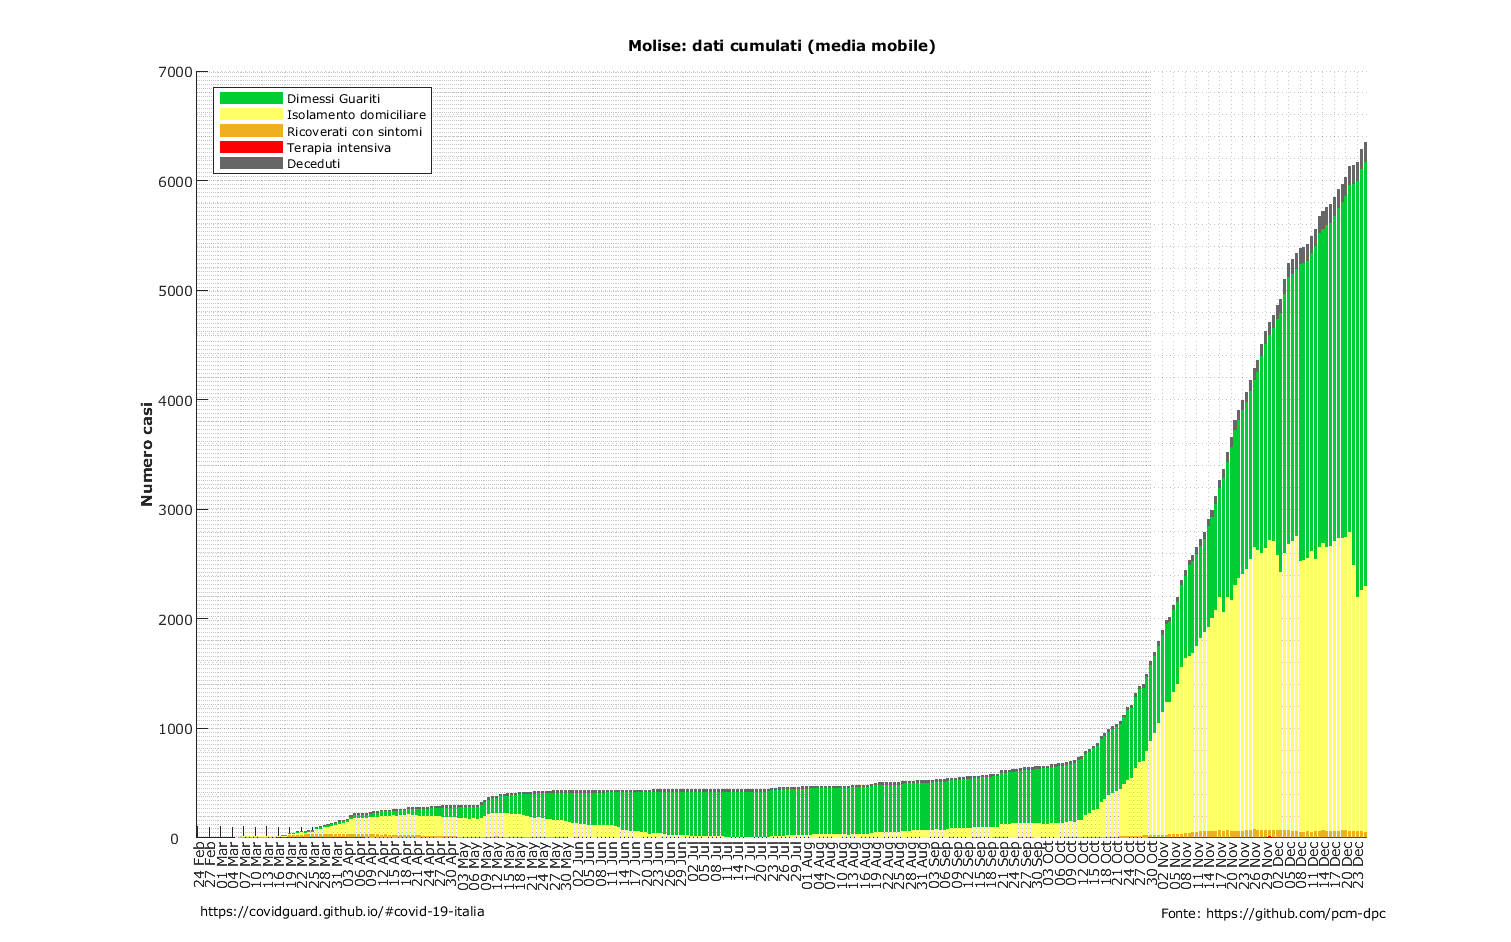 Molise: dati cumulati (media mobile)
7000
6000
5000
4000
3000
2000
1000
0
Numero casi
Dimessi Guariti
Isolamento domiciliare
Ricoverati con sintomi
Terapia intensiva
Deceduti
24 Feb
27 Feb
01 Mar
04 Mar
07 Mar
10 Mar
13 Mar
16 Mar
19 Mar
22 Mar
25 Mar
28 Mar
31 Mar
03 Apr
06 Apr
09 Apr
12 Apr
15 Apr
18 Apr
21 Apr
24 Apr
27 Apr
30 Apr
03 May
06 May
09 May
12 May
15 May
18 May
21 May
24 May
27 May
30 May
02 Jun
05 Jun
08 Jun
11 Jun
14 Jun
17 Jun
20 Jun
23 Jun
26 Jun
29 Jun
02 Jul
05 Jul
08 Jul
11 Jul
14 Jul
17 Jul
20 Jul
23 Jul
26 Jul
29 Jul
01 Aug
04 Aug
07 Aug
10 Aug
13 Aug
16 Aug
19 Aug
22 Aug
25 Aug
28 Aug
31 Aug
03 Sep
06 Sep
09 Sep
12 Sep
15 Sep
18 Sep
21 Sep
24 Sep
27 Sep
30 Sep
03 Oct
06 Oct
09 Oct
12 Oct
15 Oct
18 Oct
21 Oct
24 Oct
27 Oct
30 Oct
02 Nov
05 Nov
08 Nov
11 Nov
14 Nov
17 Nov
20 Nov
23 Nov
26 Nov
29 Nov
02 Dec
05 Dec
08 Dec
11 Dec
14 Dec
17 Dec
20 Dec
23 Dec
https://covidguard.github.io/#covid-19-italia
Fonte: https://github.com/pcm-dpc